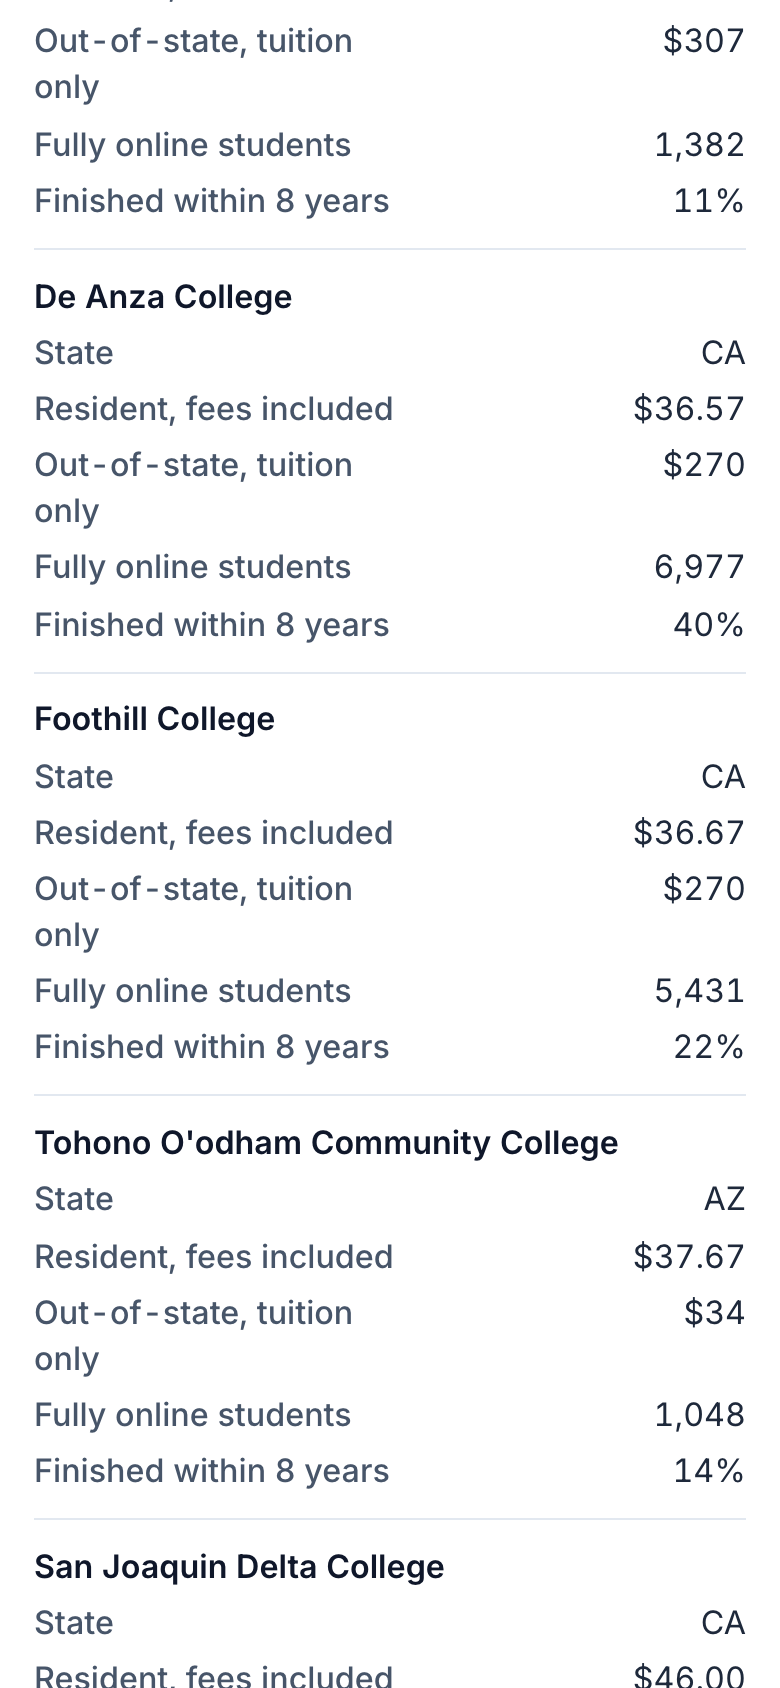 Out-of-state, tuition only $307
Fully online students 1,382
Finished within 8 years 11%
De Anza College
State CA
Resident, fees included $36.57
Out-of-state, tuition only $270
Fully online students 6,977
Finished within 8 years 40%
Foothill College
State CA
Resident, fees included $36.67
Out-of-state, tuition only $270
Fully online students 5,431
Finished within 8 years 22%
Tohono O'odham Community College
State AZ
Resident, fees included $37.67
Out-of-state, tuition only $34
Fully online students 1,048
Finished within 8 years 14%
San Joaquin Delta College
State CA
Resident, fees included $46.00